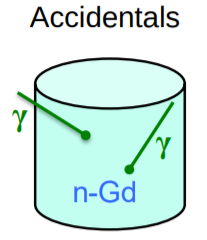 Accidentals
γ
γ
n-Gd